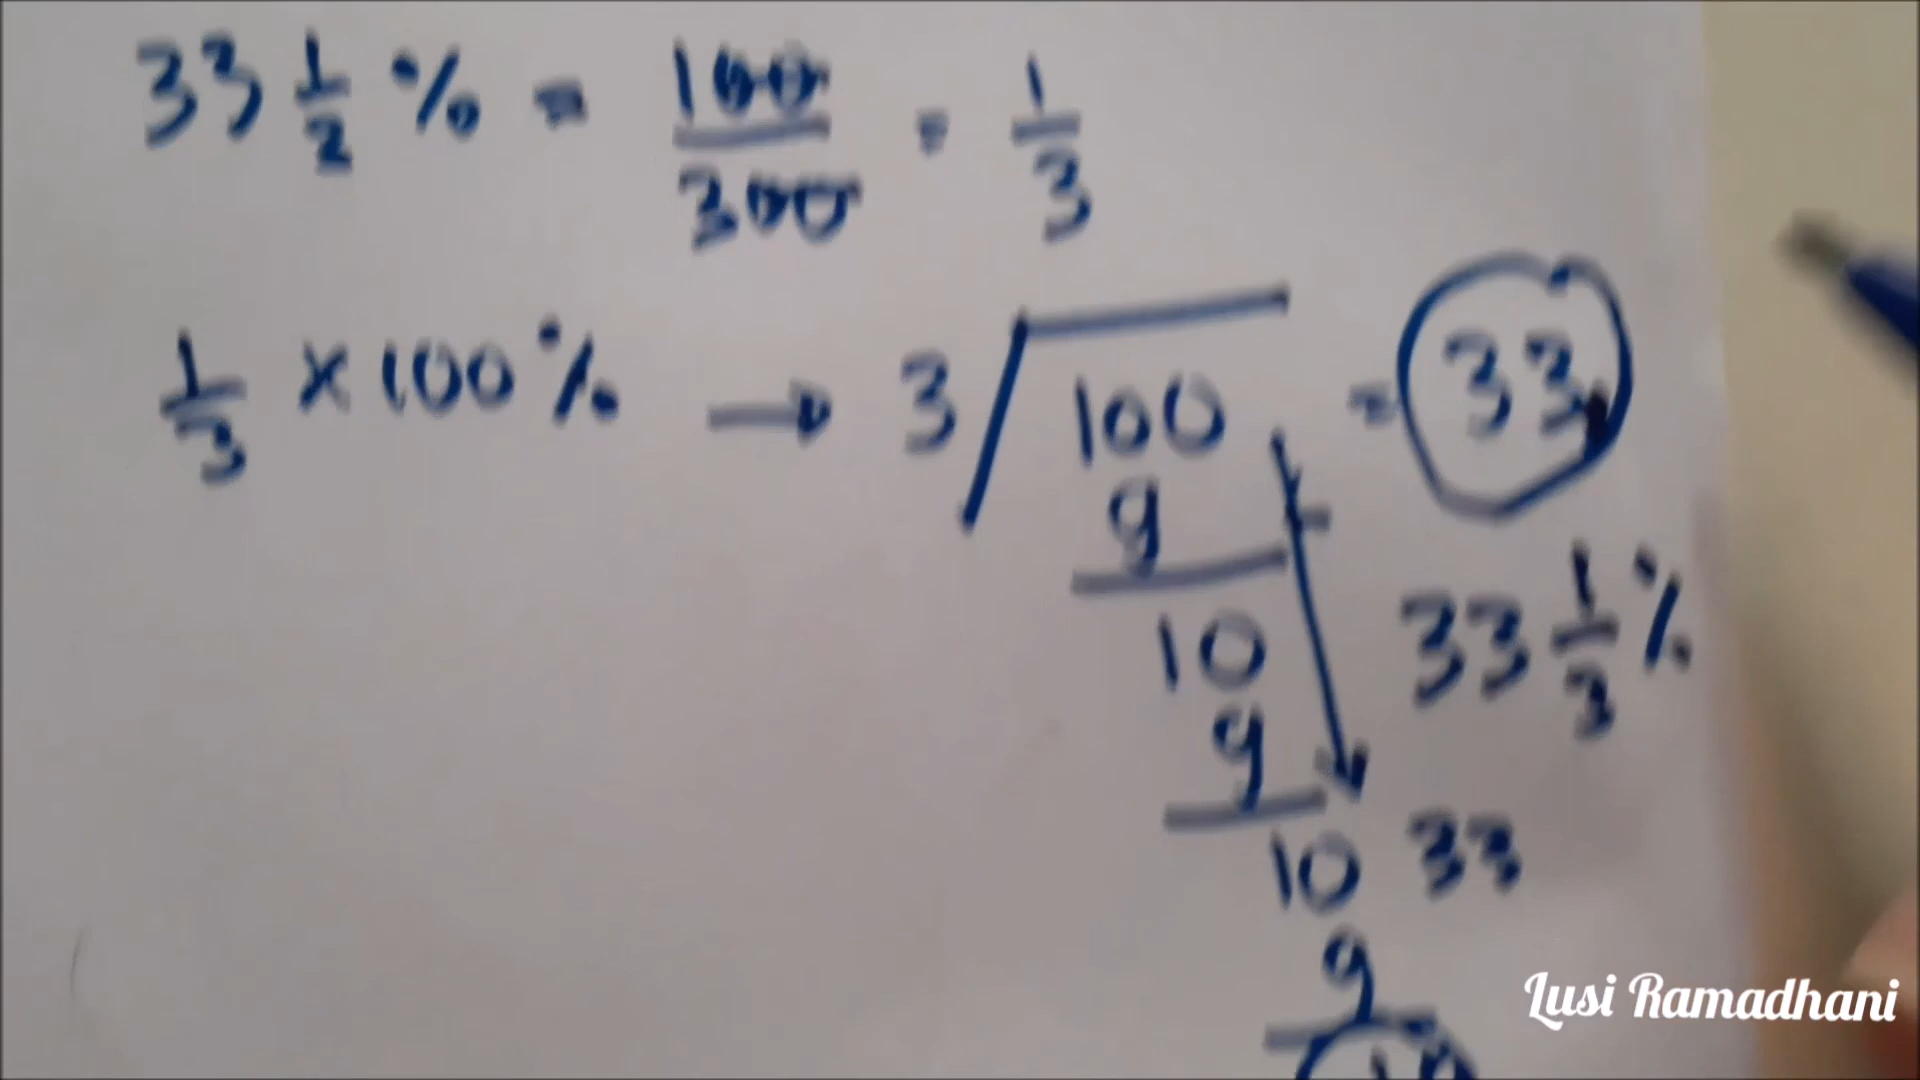 33 1/2 % = 100/300 = 1/3
1/3 × 100 % → 3 100 = 33,
9
10 33 1/3 %
9
10 33
9
Lusi Ramadhani